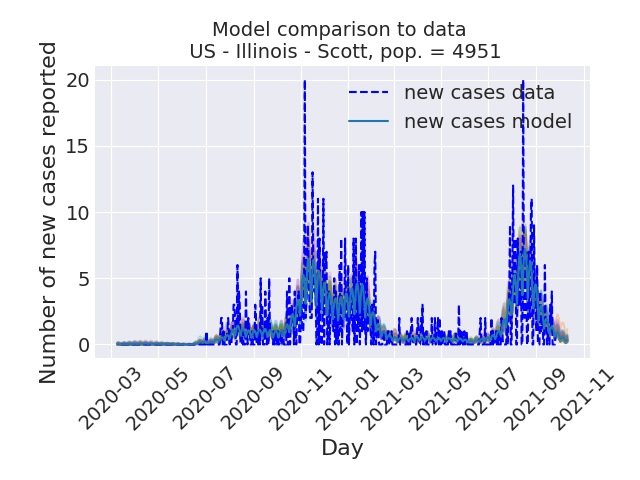 Model comparison to data
US - Illinois - Scott, pop. = 4951
Number of new cases reported
20
15
10
5
0
new cases data
new cases model
2020-03
2020-05
2020-07
2020-09
2020-11
2021-01
2021-03
2021-05
2021-07
2021-09
2021-11
Day